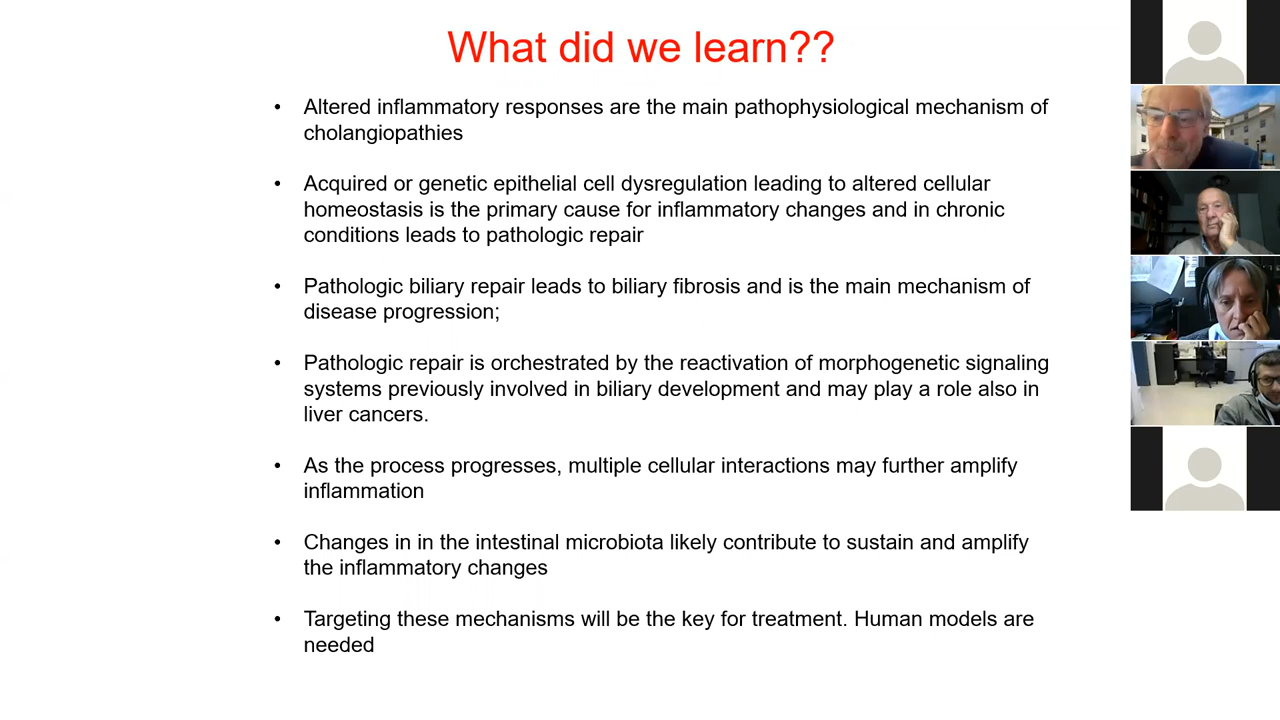 What did we learn??
• Altered inflammatory responses are the main pathophysiological mechanism of
cholangiopathies
• Acquired or genetic epithelial cell dysregulation leading to altered cellular
homeostasis is the primary cause for inflammatory changes and in chronic
conditions leads to pathologic repair
• Pathologic biliary repair leads to biliary fibrosis and is the main mechanism of
disease progression;
• Pathologic repair is orchestrated by the reactivation of morphogenetic signaling
systems previously involved in biliary development and may play a role also in
liver cancers.
• As the process progresses, multiple cellular interactions may further amplify
inflammation
• Changes in in the intestinal microbiota likely contribute to sustain and amplify
the inflammatory changes
• Targeting these mechanisms will be the key for treatment. Human models are
needed